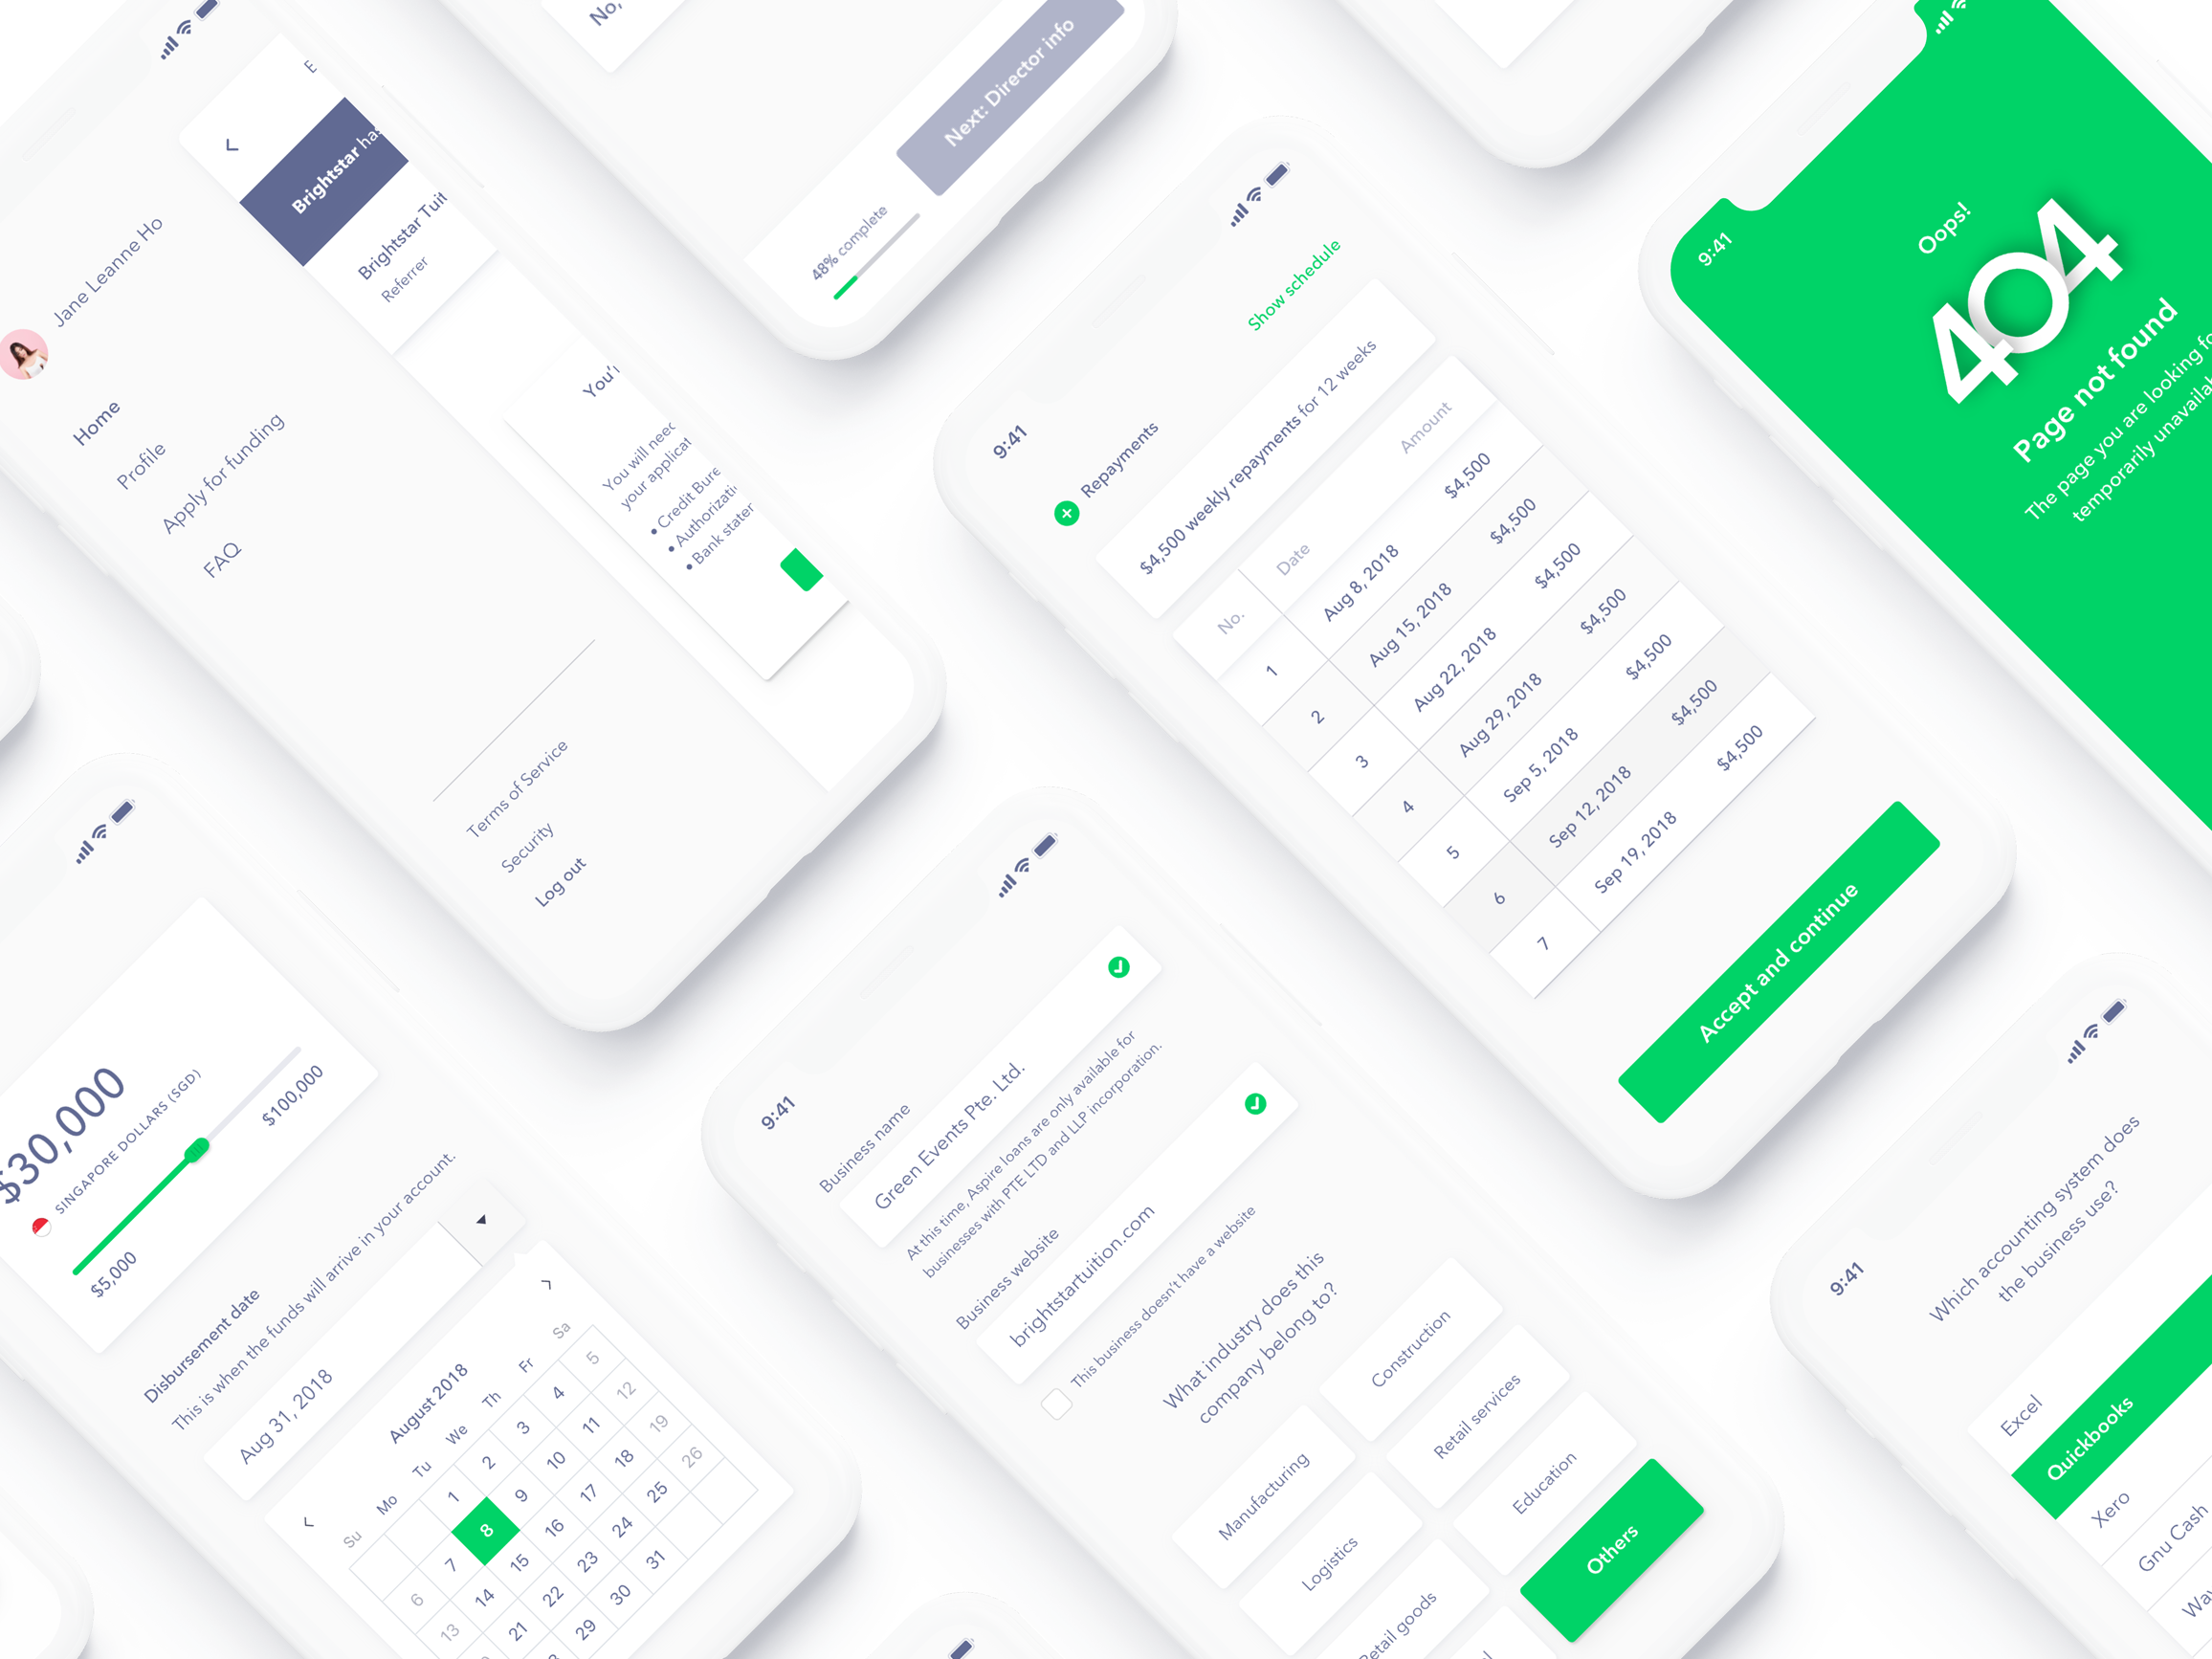 Jane Leanne Ho
Home
Profile
Apply for funding
FAQ
Terms of Service
Security
Log out
Brightstar has
Brightstar Tuit
Referrer
You will need
your applicat
• Credit Bure
• Authorizati
• Bank stater
No,
48% complete
Next: Director info
9:41
Repayments
Show schedule
$4,500 weekly repayments for 12 weeks
No. Date Amount
1 Aug 8, 2018 $4,500
2 Aug 15, 2018 $4,500
3 Aug 22, 2018 $4,500
4 Aug 29, 2018 $4,500
5 Sep 5, 2018 $4,500
6 Sep 12, 2018 $4,500
7 Sep 19, 2018 $4,500
Accept and continue
9:41
Oops!
404
Page not found
The page you are looking fo
temporarily unavailab
$30,000
SINGAPORE DOLLARS (SGD)
$5,000 $100,000
Disbursement date
This is when the funds will arrive in your account.
Aug 31, 2018
August 2018
Su Mo Tu We Th Fr Sa
1 2 3 4 5
6 7 8 9 10 11 12
13 14 15 16 17 18 19
21 22 23 24 25 26
29 30 31
9:41
Business name
Green Events Pte. Ltd.
At this time, Aspire loans are only available for
businesses with PTE LTD and LLP incorporation.
Business website
brightstartuition.com
This business doesn't have a website
What industry does this
company belong to?
Manufacturing Construction
Logistics Retail services
Retail goods Education
Others
9:41
Which accounting system does
the business use?
Excel
Quickbooks
Xero
Gnu Cash